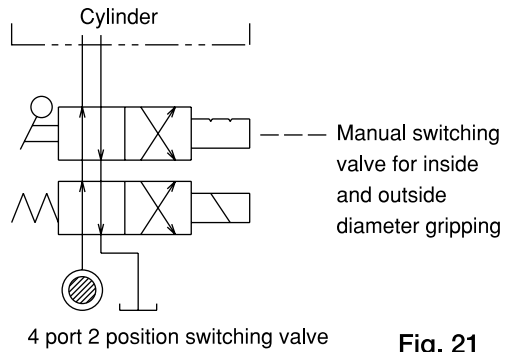 Cylinder
Manual switching
valve for inside
and outside
diameter gripping
4 port 2 position switching valve
Fig. 21